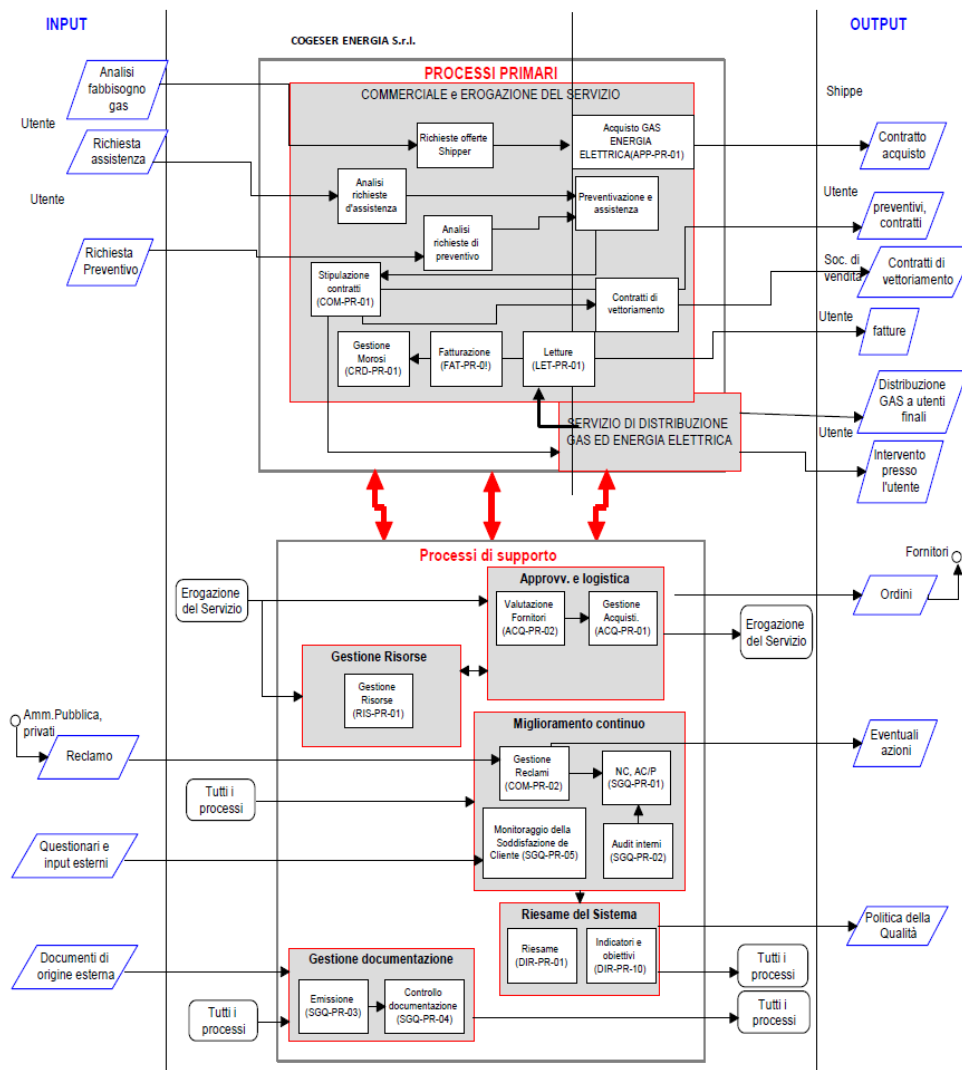 INPUT
OUTPUT
COGESER ENERGIA S.r.l.
PROCESSI PRIMARI
COMMERCIALE e EROGAZIONE DEL SERVIZIO
Analisi
fabbisogno
gas
Utente
Richiesta
assistenza
Utente
Richiesta
Preventivo
Richieste offerte
Shipper
Acquisto GAS
ENERGIA
ELETTRICA(APP-PR-01)
Analisi
richieste
d'assistenza
Preventivazione e
assistenza
Analisi
richieste di
preventivo
Stipulazione
contratti
(COM-PR-01)
Contratti di
vettoriamento
Gestione
Morosi
(CRD-PR-01)
Fatturazione
(FAT-PR-0!)
Letture
(LET-PR-01)
SERVIZIO DI DISTRIBUZIONE
GAS ED ENERGIA ELETTRICA
Shippe
Contratto
acquisto
Utente
preventivi,
contratti
Soc. di
vendita
Contratti di
vettoriamento
Utente
fatture
Distribuzione
GAS a utenti
finali
Utente
Intervento
presso
l'utente
Processi di supporto
Erogazione
del Servizio
Approvv. e logistica
Valutazione
Fornitori
(ACQ-PR-02)
Gestione
Acquisti.
(ACQ-PR-01)
Fornitori
Ordini
Erogazione
del Servizio
Gestione Risorse
Gestione
Risorse
(RIS-PR-01)
Amm.Pubblica,
privati
Reclamo
Miglioramento continuo
Gestione
Reclami
(COM-PR-02)
NC, AC/P
(SGQ-PR-01)
Eventuali
azioni
Tutti i
processi
Monitoraggio della
Soddisfazione de
Cliente (SGQ-PR-05)
Audit interni
(SGQ-PR-02)
Questionari e
input esterni
Riesame del Sistema
Riesame
(DIR-PR-01)
Indicatori e
obiettivi
(DIR-PR-10)
Politica della
Qualità
Documenti di
origine esterna
Gestione documentazione
Emissione
(SGQ-PR-03)
Controllo
documentazione
(SGQ-PR-04)
Tutti i
processi
Tutti i
processi
Tutti i
processi